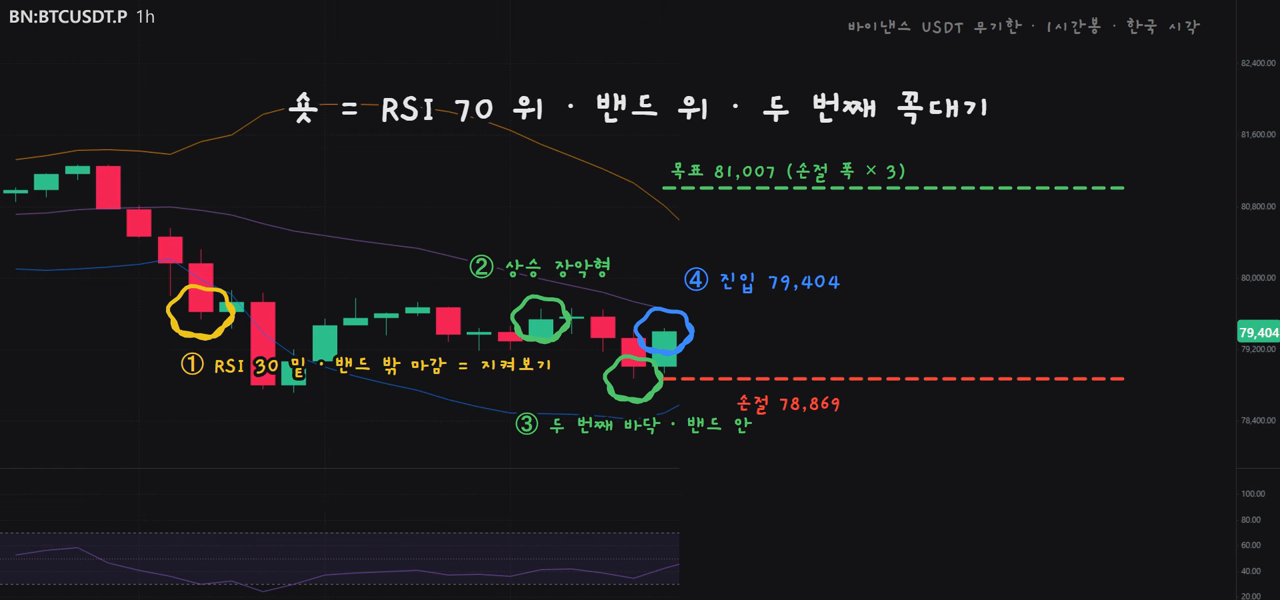 BN:BTCUSDT.P 1h
바이낸스 USDT 무기한 · 1시간봉 · 한국 시각
82,400.00
숏 = RSI 70 위 · 밴드 위 · 두 번째 꼭대기
81,600.00
목표 81,007 (손절 폭 × 3)
80,800.00
② 상승 장악형
④ 진입 79,404
80,000.00
79,404
79,200.00
① RSI 30 밑 · 밴드 밖 마감 = 지켜보기
손절 78,869
③ 두 번째 바닥 · 밴드 안
78,400.00
100.00
80.00
60.00
40.00
20.00